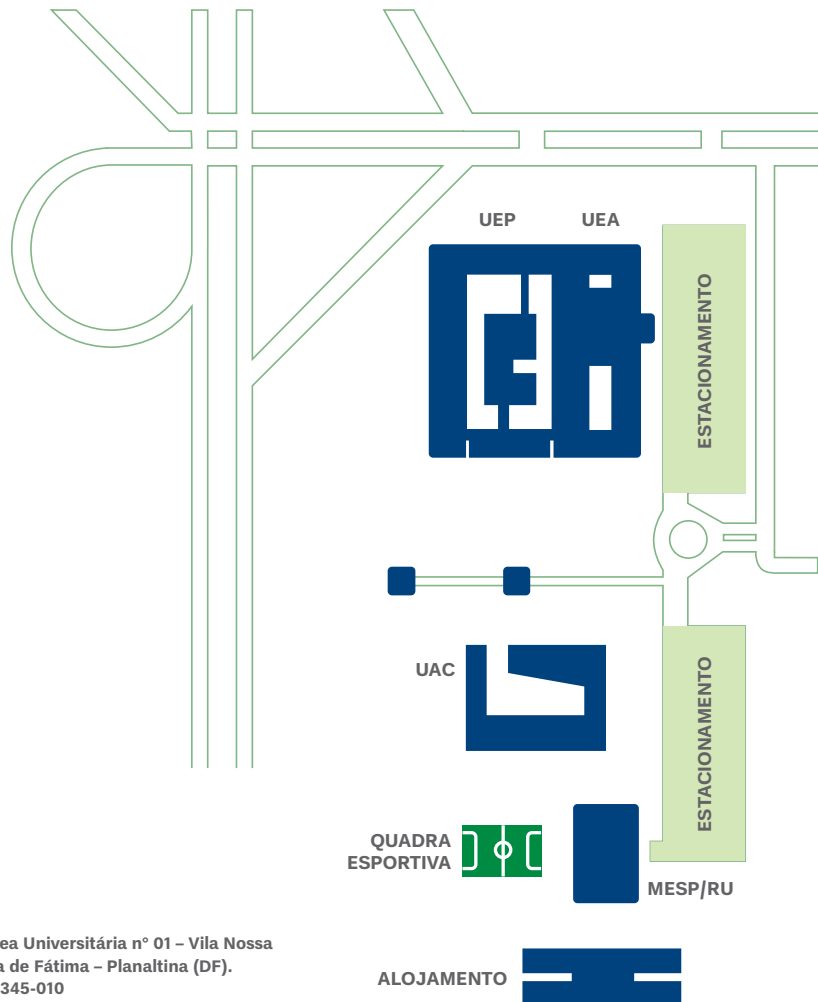 UEP UEA
ESTACIONAMENTO
UAC
ESTACIONAMENTO
QUADRA
ESPORTIVA
MESP/RU
ea Universitária n° 01 – Vila Nossa
a de Fátima – Planaltina (DF).
345-010
ALOJAMENTO